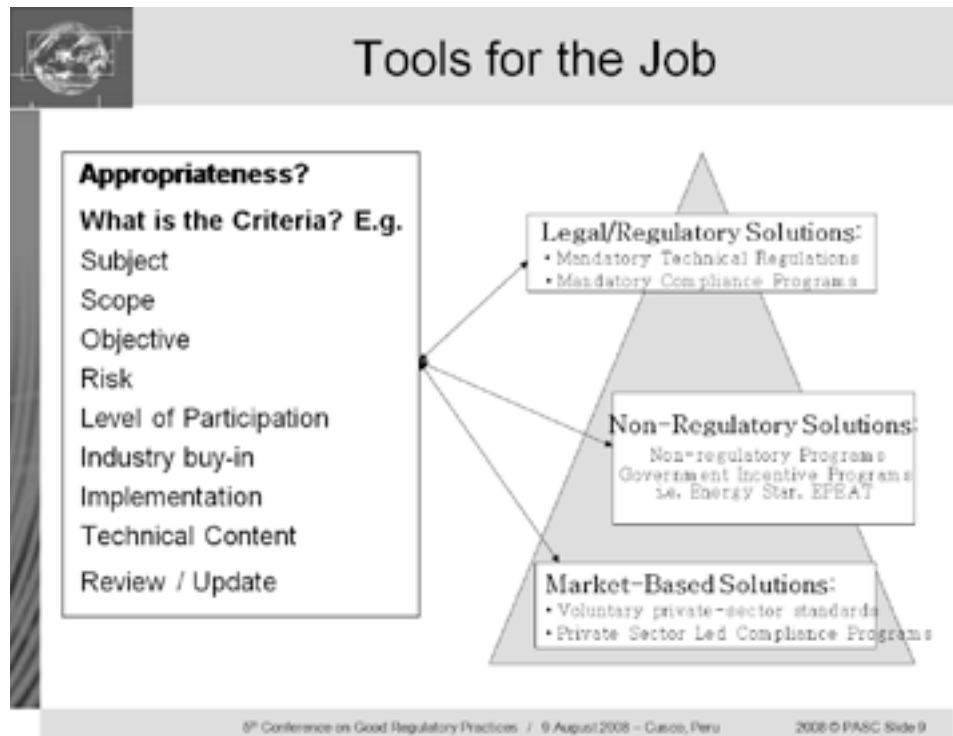 Tools for the Job
Appropriateness?
What is the Criteria? E.g.
Subject
Scope
Objective
Risk
Level of Participation
Industry buy-in
Implementation
Technical Content
Review / Update
Legal/Regulatory Solutions:
• Mandatory Technical Regulations
• Mandatory Compliance Programs
Non-Regulatory Solutions:
Non-regulatory Programs
Government Incentive Programs
i.e. Energy Star, EPEAT
Market-Based Solutions:
• Voluntary private-sector standards
• Private Sector Led Compliance Programs
5th Conference on Good Regulatory Practices / 9 August 2008 – Cusco, Peru
2008 © PASC Slide 9